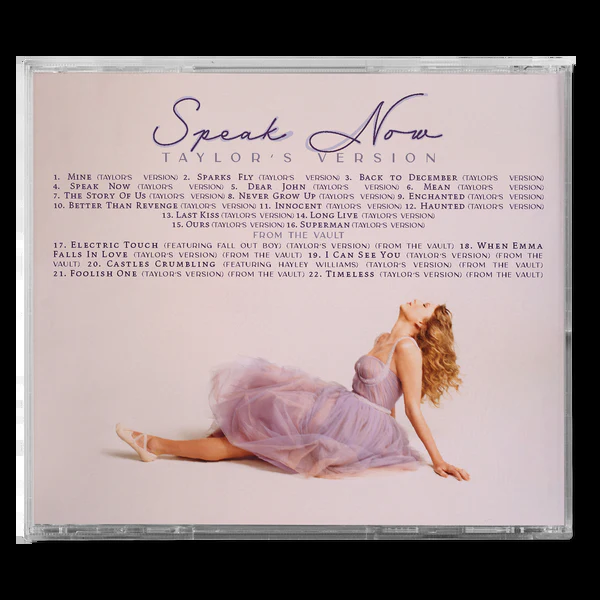 Speak Now
TAYLOR'S VERSION
1. MINE (TAYLOR'S VERSION) 2. SPARKS FLY (TAYLOR'S VERSION) 3. BACK TO DECEMBER (TAYLOR'S VERSION)
4. SPEAK NOW (TAYLOR'S VERSION) 5. DEAR JOHN (TAYLOR'S VERSION) 6. MEAN (TAYLOR'S VERSION)
7. THE STORY OF US (TAYLOR'S VERSION) 8. NEVER GROW UP (TAYLOR'S VERSION) 9. ENCHANTED (TAYLOR'S VERSION)
10. BETTER THAN REVENGE (TAYLOR'S VERSION) 11. INNOCENT (TAYLOR'S VERSION) 12. HAUNTED (TAYLOR'S VERSION)
13. LAST KISS (TAYLOR'S VERSION) 14. LONG LIVE (TAYLOR'S VERSION)
15. OURS (TAYLOR'S VERSION) 16. SUPERMAN (TAYLOR'S VERSION)
FROM THE VAULT
17. ELECTRIC TOUCH (FEATURING FALL OUT BOY) (TAYLOR'S VERSION) (FROM THE VAULT) 18. WHEN EMMA
FALLS IN LOVE (TAYLOR'S VERSION) (FROM THE VAULT) 19. I CAN SEE YOU (TAYLOR'S VERSION) (FROM THE
VAULT) 20. CASTLES CRUMBLING (FEATURING HAYLEY WILLIAMS) (TAYLOR'S VERSION) (FROM THE VAULT)
21. FOOLISH ONE (TAYLOR'S VERSION) (FROM THE VAULT) 22. TIMELESS (TAYLOR'S VERSION) (FROM THE VAULT)